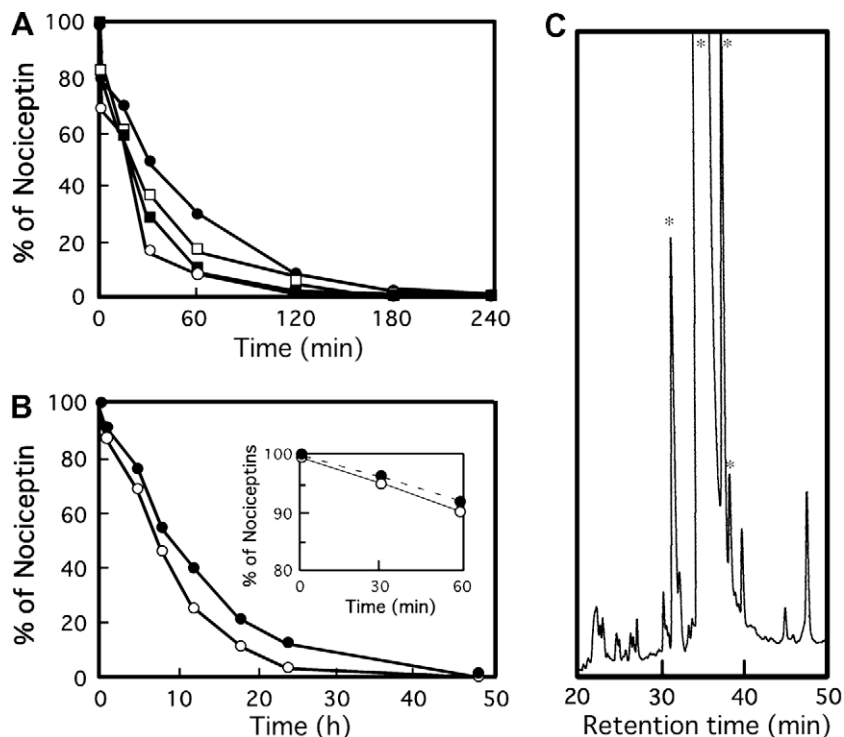 A
% of Nociceptin
100
80
60
40
20
0
0 60 120 180 240
Time (min)
B
% of Nociceptin
100
80
60
40
20
0
0 10 20 30 40 50
Time (h)
% of Nociceptins
100
90
80
0 30 60
Time (min)
C
* *
*
*
20 30 40 50
Retention time (min)